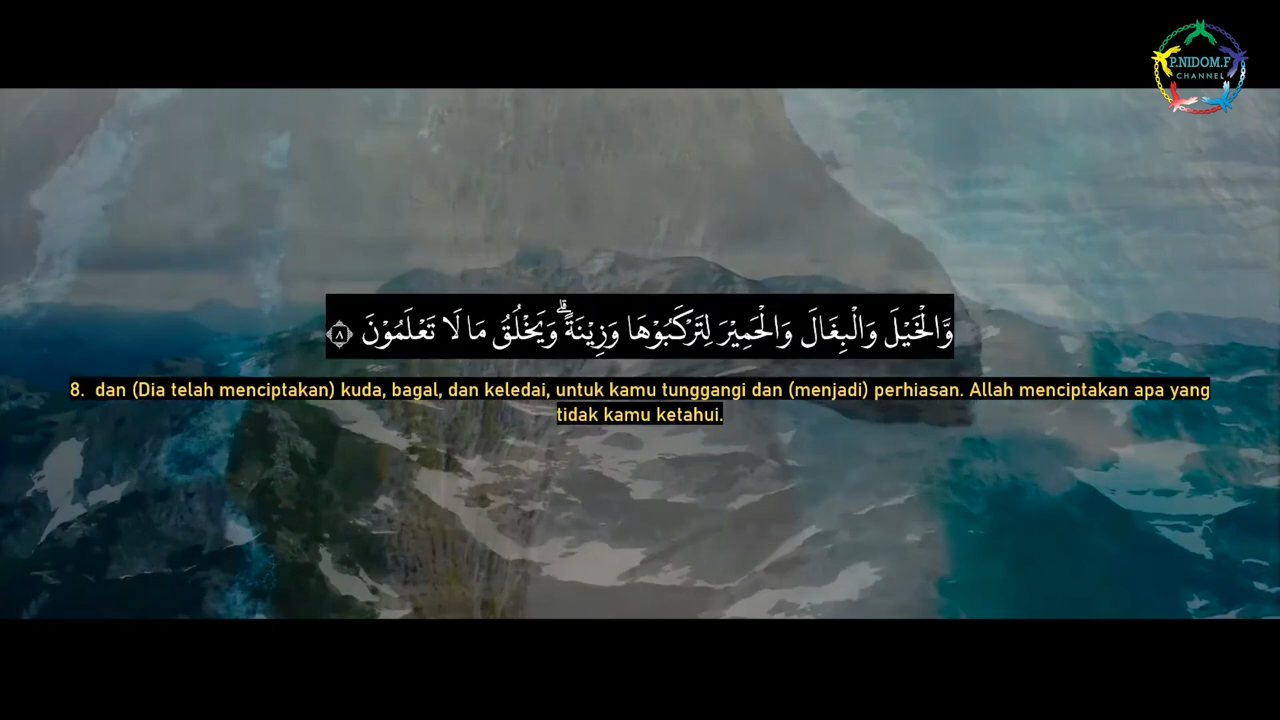 P.NIDOM.F
CHANNEL
وَّالْخَيْلَ وَالْبِغَالَ وَالْحَمِيْرَ لِتَرْكَبُوْهَا وَزِيْنَةًۗ وَيَخْلُقُ مَا لَا تَعْلَمُوْنَ ٨
8. dan (Dia telah menciptakan) kuda, bagal, dan keledai, untuk kamu tunggangi dan (menjadi) perhiasan. Allah menciptakan apa yang
tidak kamu ketahui.